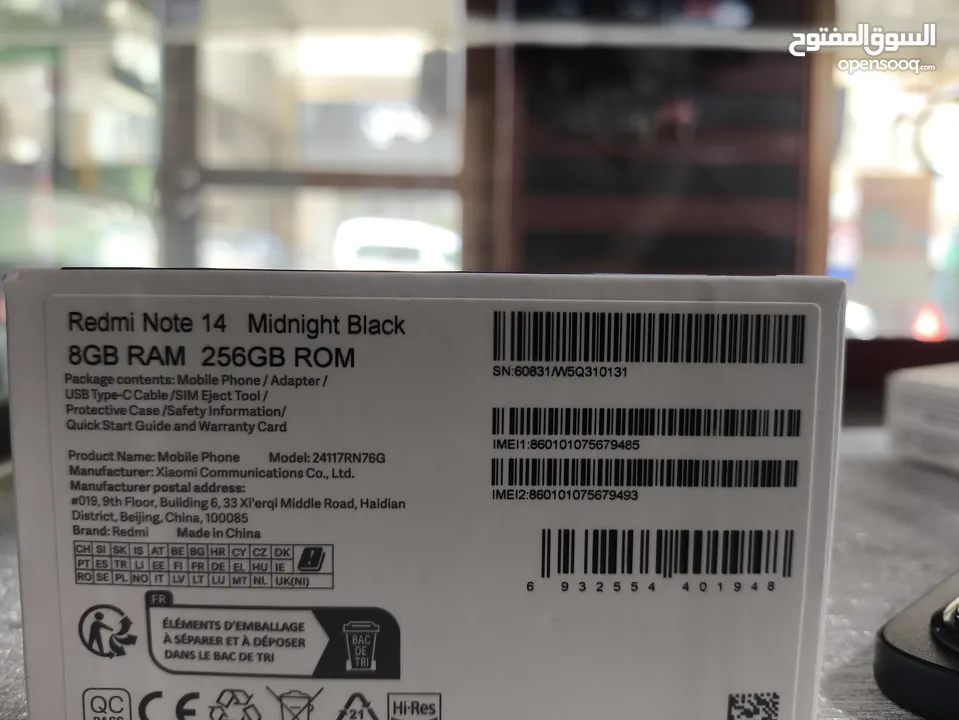 السوق المفتوح
opensooq.com
Redmi Note 14 Midnight Black
8GB RAM 256GB ROM
Package contents: Mobile Phone / Adapter /
USB Type-C Cable /SIM Eject Tool /
Protective Case /Safety Information/
Quick Start Guide and Warranty Card
Product Name: Mobile Phone Model: 24117RN76G
Manufacturer: Xiaomi Communications Co., Ltd.
Manufacturer postal address:
#019, 9th Floor, Building 6, 33 Xi'erqi Middle Road, Haidian
District, Beijing, China, 100085
Brand: Redmi Made in China
CH SI SK IS AT BE BG HR CY CZ DK
PT ES TR LI EE FI FR DE EL HU IE
RO SE PL NO IT LV LT LU MT NL UK(NI)
FR
ÉLÉMENTS D'EMBALLAGE
À SÉPARER ET À DÉPOSER
DANS LE BAC DE TRI
BAC
DE
TRI
QC
PASS
CE
21
Hi-Res
SN:60831/W5Q310131
IMEI1:860101075679485
IMEI2:860101075679493
6 932554 401948